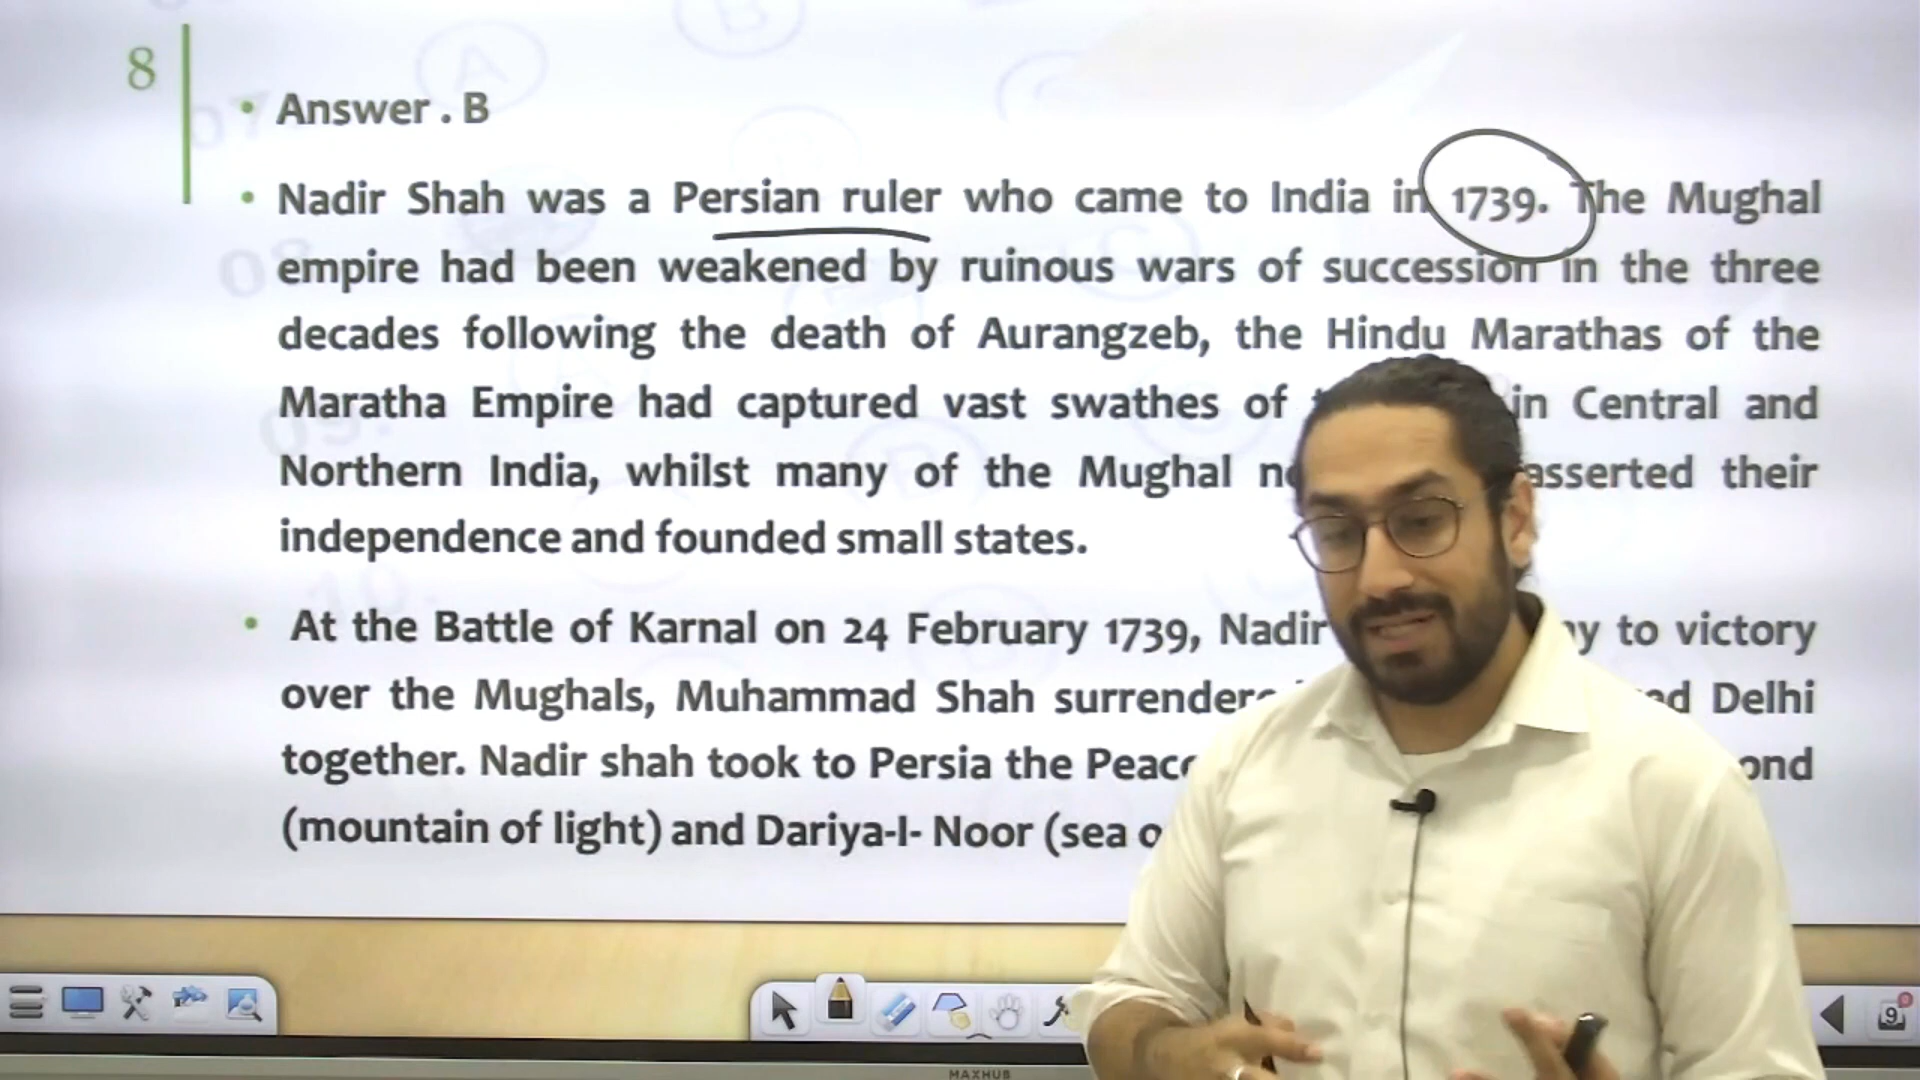 8
• Answer . B
• Nadir Shah was a Persian ruler who came to India in 1739. The Mughal
empire had been weakened by ruinous wars of succession in the three
decades following the death of Aurangzeb, the Hindu Marathas of the
Maratha Empire had captured vast swathes of in Central and
Northern India, whilst many of the Mughal asserted their
independence and founded small states.
• At the Battle of Karnal on 24 February 1739, Nadir to victory
over the Mughals, Muhammad Shah Delhi
together. Nadir shah took to Persia the
(mountain of light) and Dariya-I- Noor (sea
9
MAXHUB